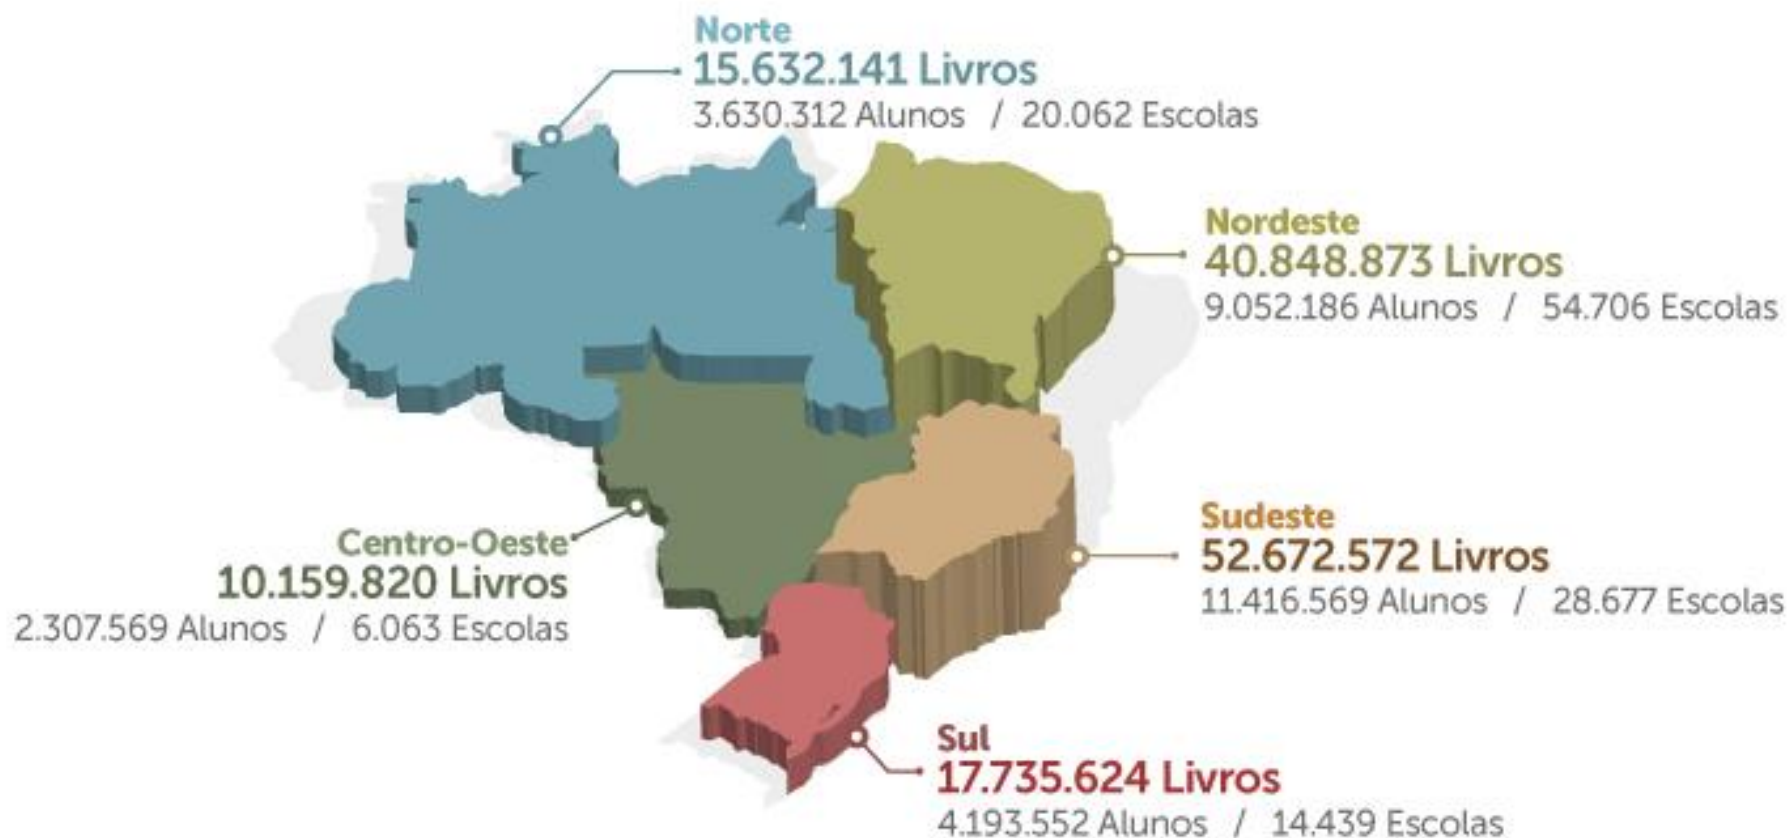 Norte
15.632.141 Livros
3.630.312 Alunos / 20.062 Escolas
Nordeste
40.848.873 Livros
9.052.186 Alunos / 54.706 Escolas
Sudeste
52.672.572 Livros
11.416.569 Alunos / 28.677 Escolas
Centro-Oeste
10.159.820 Livros
2.307.569 Alunos / 6.063 Escolas
Sul
17.735.624 Livros
4.193.552 Alunos / 14.439 Escolas